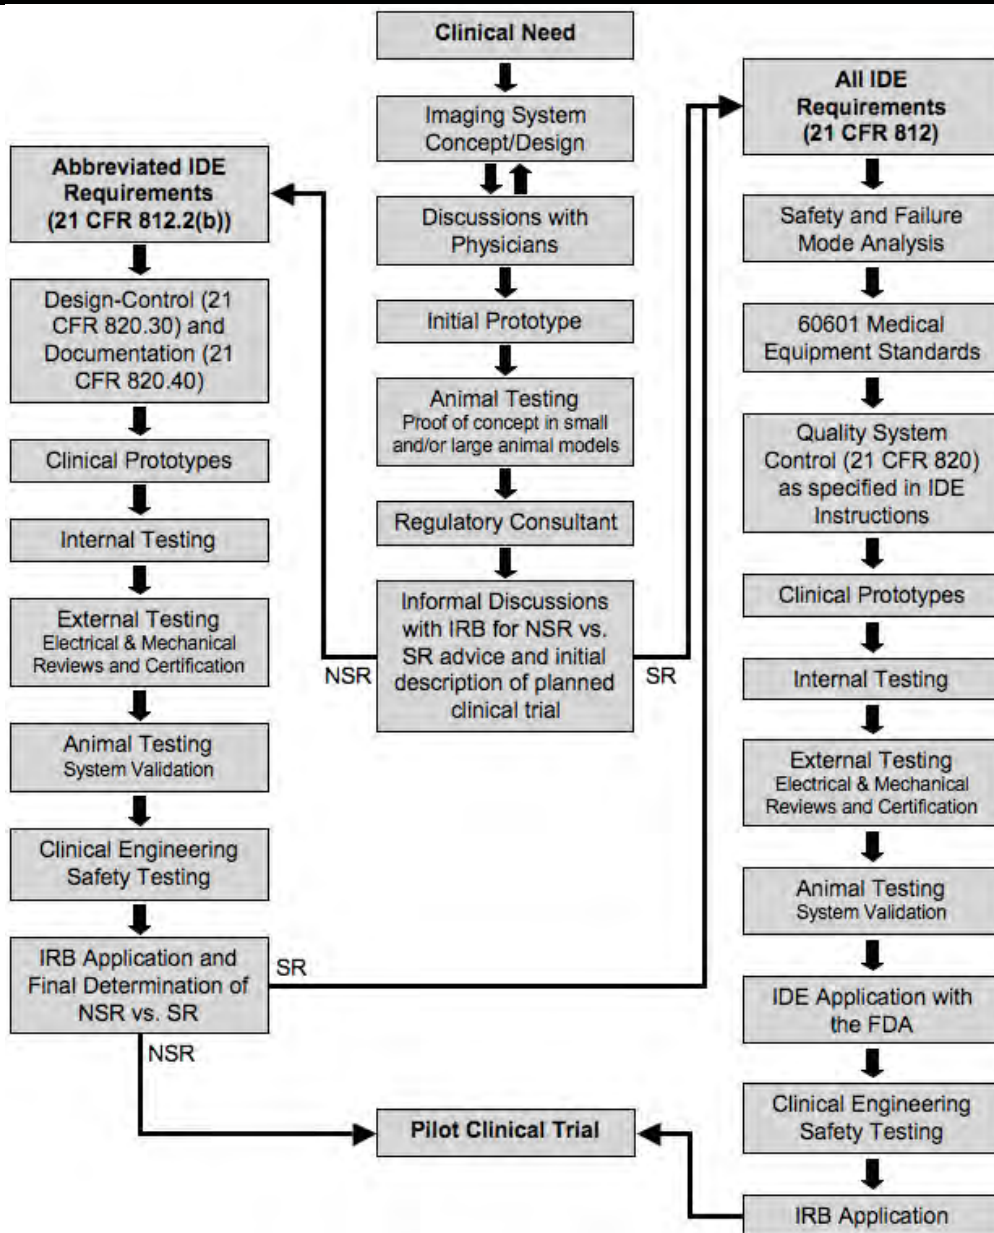 Clinical Need
Imaging System
Concept/Design
Discussions with
Physicians
Initial Prototype
Animal Testing
Proof of concept in small
and/or large animal models
Regulatory Consultant
Informal Discussions
with IRB for NSR vs.
SR advice and initial
description of planned
clinical trial
NSR
SR
Abbreviated IDE
Requirements
(21 CFR 812.2(b))
Design-Control (21
CFR 820.30) and
Documentation (21
CFR 820.40)
Clinical Prototypes
Internal Testing
External Testing
Electrical & Mechanical
Reviews and Certification
Animal Testing
System Validation
Clinical Engineering
Safety Testing
IRB Application and
Final Determination of
NSR vs. SR
SR
NSR
All IDE
Requirements
(21 CFR 812)
Safety and Failure
Mode Analysis
60601 Medical
Equipment Standards
Quality System
Control (21 CFR 820)
as specified in IDE
Instructions
Clinical Prototypes
Internal Testing
External Testing
Electrical & Mechanical
Reviews and Certification
Animal Testing
System Validation
IDE Application with
the FDA
Clinical Engineering
Safety Testing
IRB Application
Pilot Clinical Trial